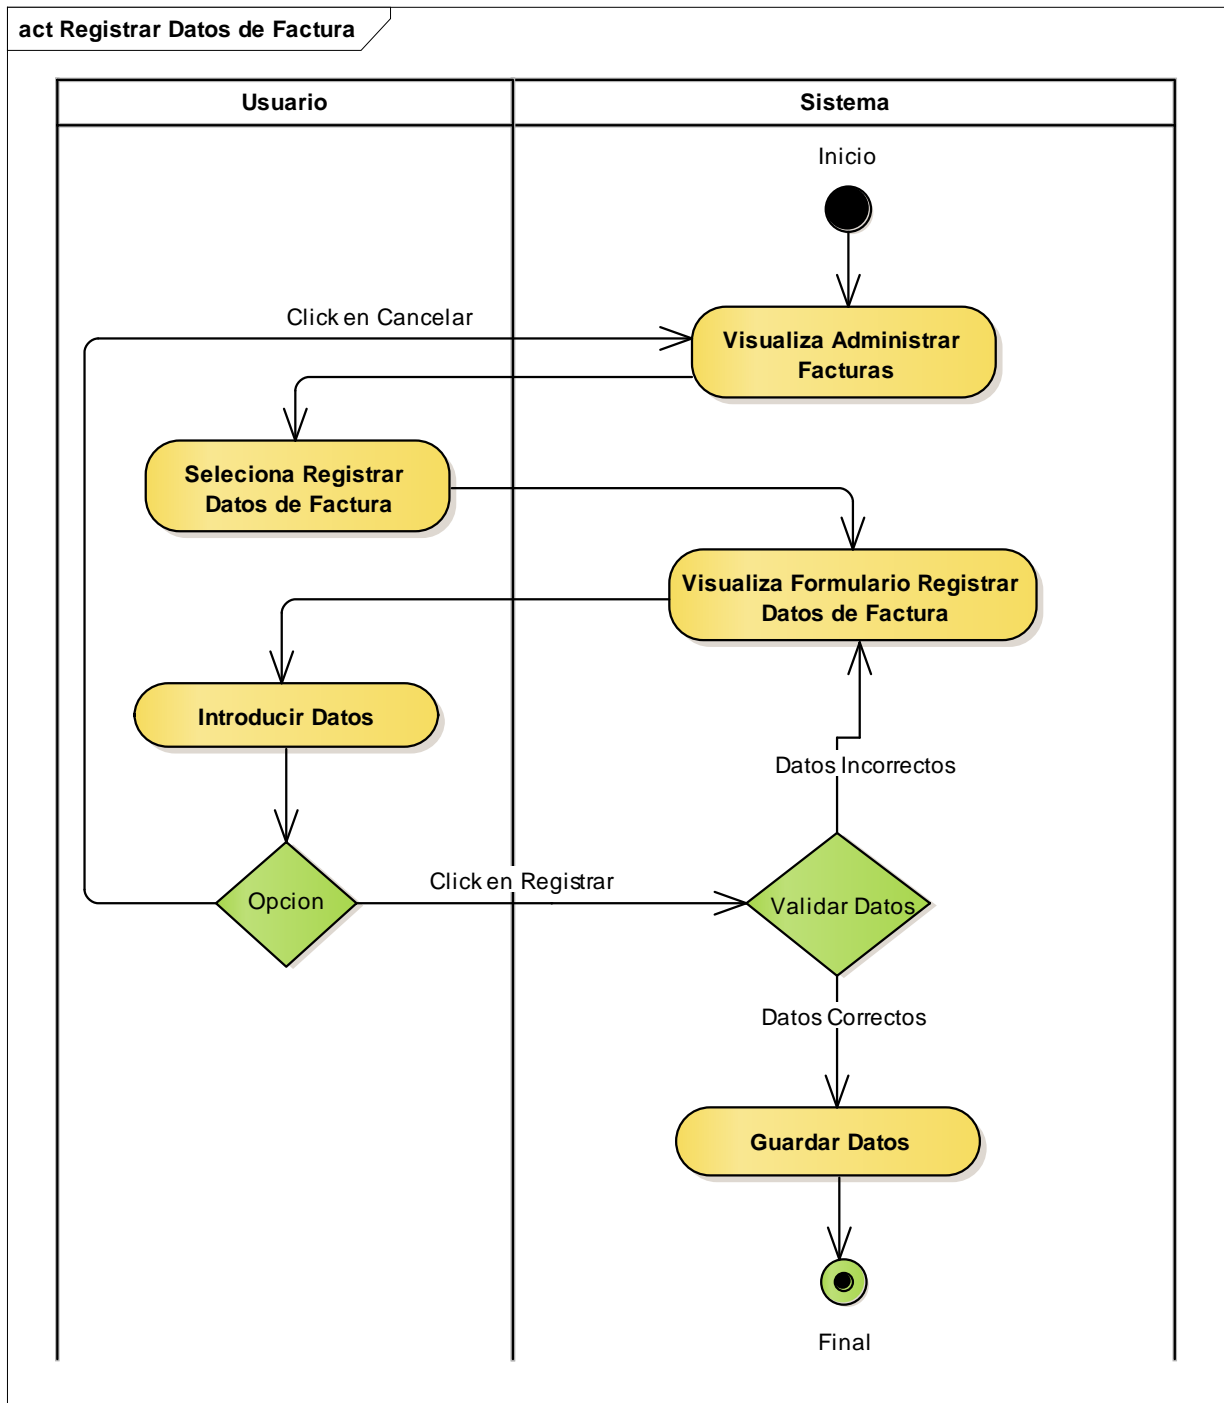 act Registrar Datos de Factura
Usuario
Sistema
Inicio
Click en Cancelar
Visualiza Administrar
Facturas
Seleciona Registrar
Datos de Factura
Visualiza Formulario Registrar
Datos de Factura
Introducir Datos
Datos Incorrectos
Click en Registrar
Opcion
Validar Datos
Datos Correctos
Guardar Datos
Final